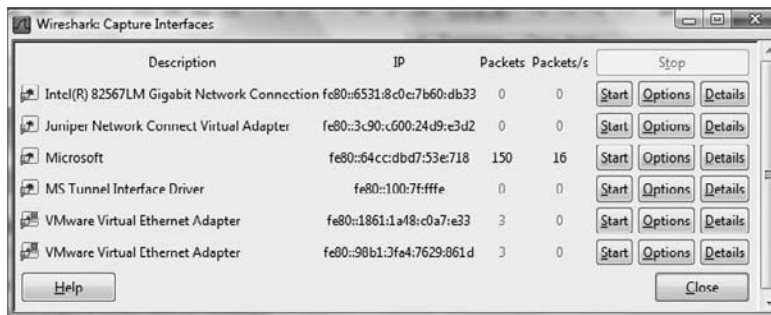 Wireshark: Capture Interfaces
Description IP Packets Packets/s Stop
Intel(R) 82567LM Gigabit Network Connection fe80::6531:8c0e:7b60:db33 0 0 Start Options Details
Juniper Network Connect Virtual Adapter fe80::3c90:c600:24d9:e3d2 0 0 Start Options Details
Microsoft fe80::64cc:dbd7:53e:718 150 16 Start Options Details
MS Tunnel Interface Driver fe80::100:7f:fffe 0 0 Start Options Details
VMware Virtual Ethernet Adapter fe80::1861:1a48:c0a7:e33 3 0 Start Options Details
VMware Virtual Ethernet Adapter fe80::98b1:3fa4:7629:861d 3 0 Start Options Details
Help Close